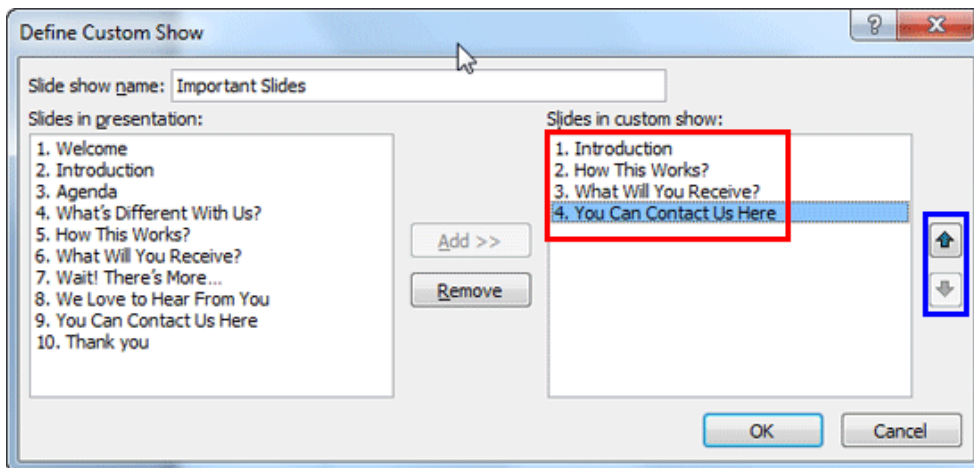 Define Custom Show
?
Slide show name: Important Slides
Slides in presentation:
1. Welcome
2. Introduction
3. Agenda
4. What's Different With Us?
5. How This Works?
6. What Will You Receive?
7. Wait! There's More...
8. We Love to Hear From You
9. You Can Contact Us Here
10. Thank you
Add >>
Remove
Slides in custom show:
1. Introduction
2. How This Works?
3. What Will You Receive?
4. You Can Contact Us Here
OK
Cancel